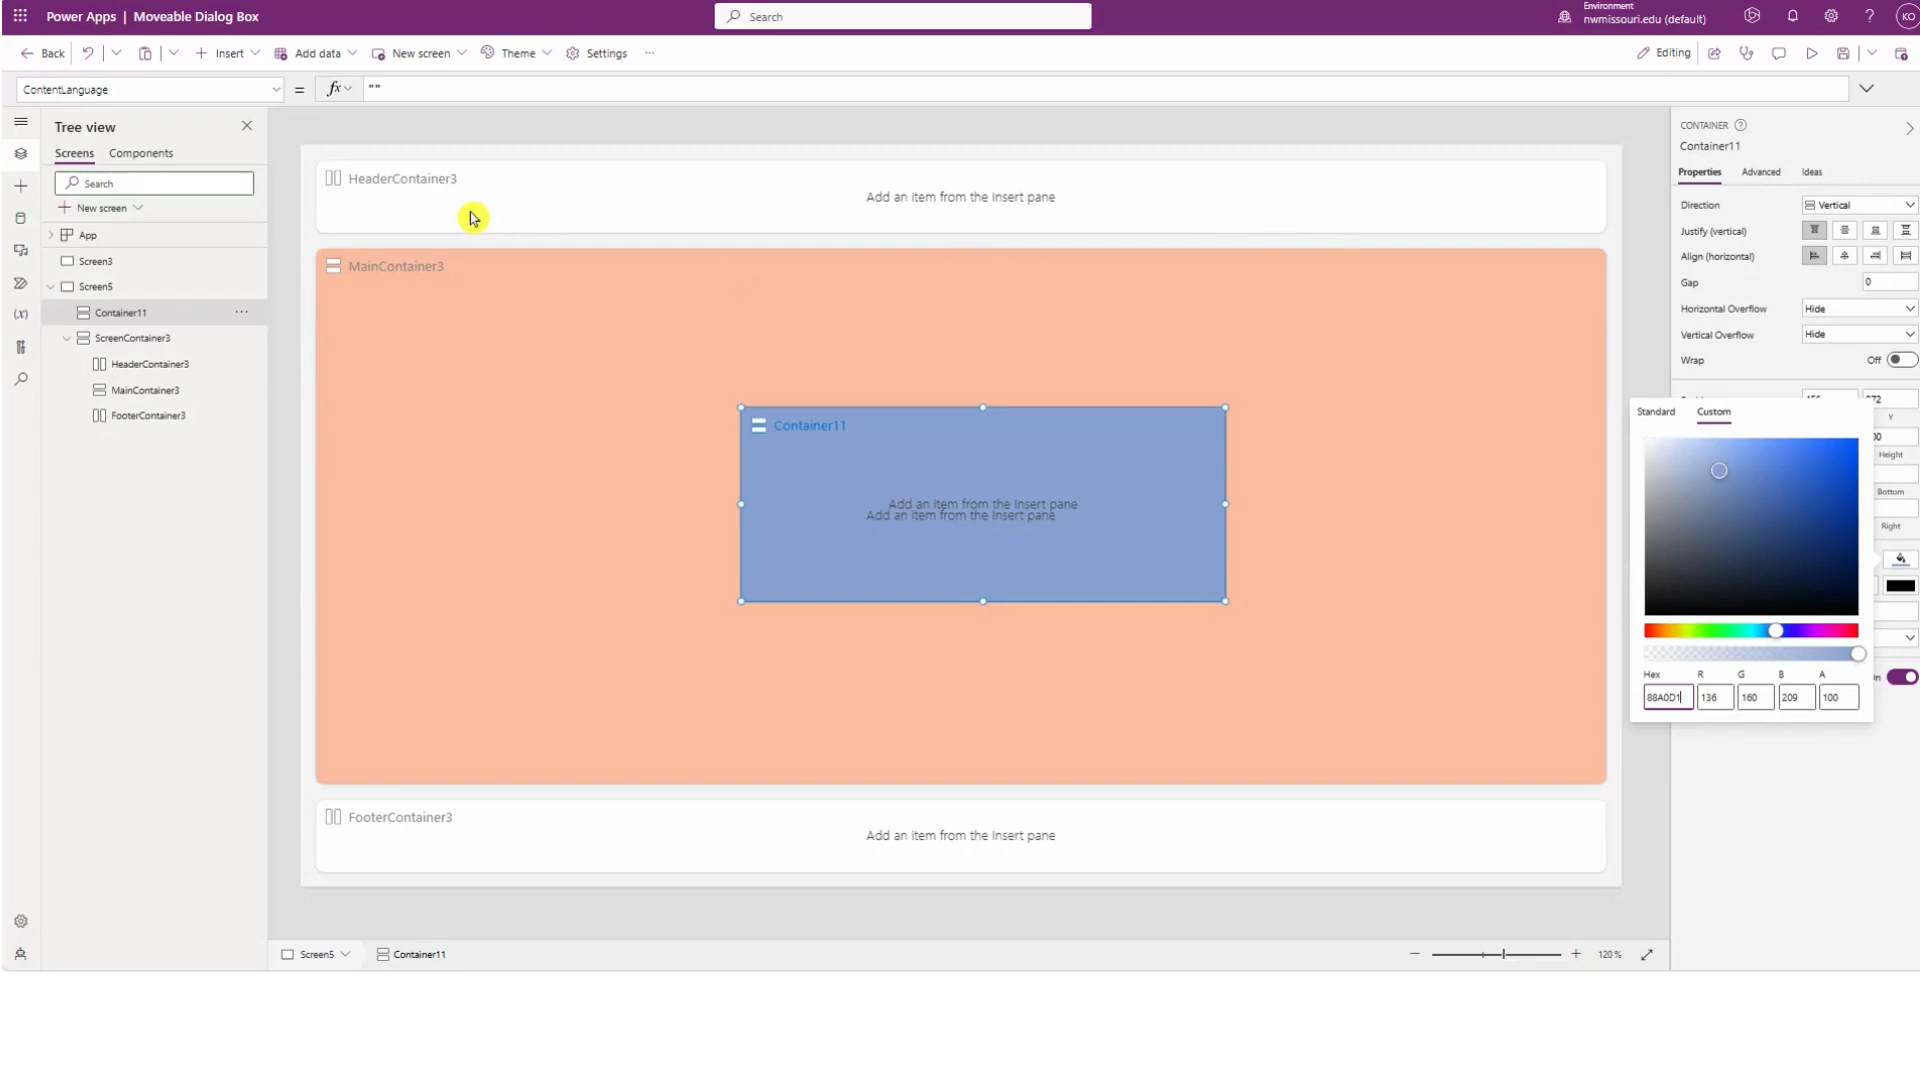 Power Apps | Moveable Dialog Box
Search
Environment
nwmissouri.edu (default)
KO
Back
Insert
Add data
New screen
Theme
Settings
Editing
ContentLanguage
=
fx
""
Tree view
Screens
Components
Search
New screen
App
Screen3
Screen5
Container11
ScreenContainer3
HeaderContainer3
MainContainer3
FooterContainer3
HeaderContainer3
Add an item from the Insert pane
MainContainer3
Container11
Add an item from the Insert pane
Add an item from the Insert pane
FooterContainer3
Add an item from the Insert pane
Screen5
Container11
120 %
CONTAINER
Container11
Properties
Advanced
Ideas
Direction
Vertical
Justify (vertical)
Align (horizontal)
Gap
0
Horizontal Overflow
Hide
Vertical Overflow
Hide
Wrap
Off
Y
Height
Bottom
Right
Standard
Custom
Hex
R
G
B
A
88A0D1
136
160
209
100